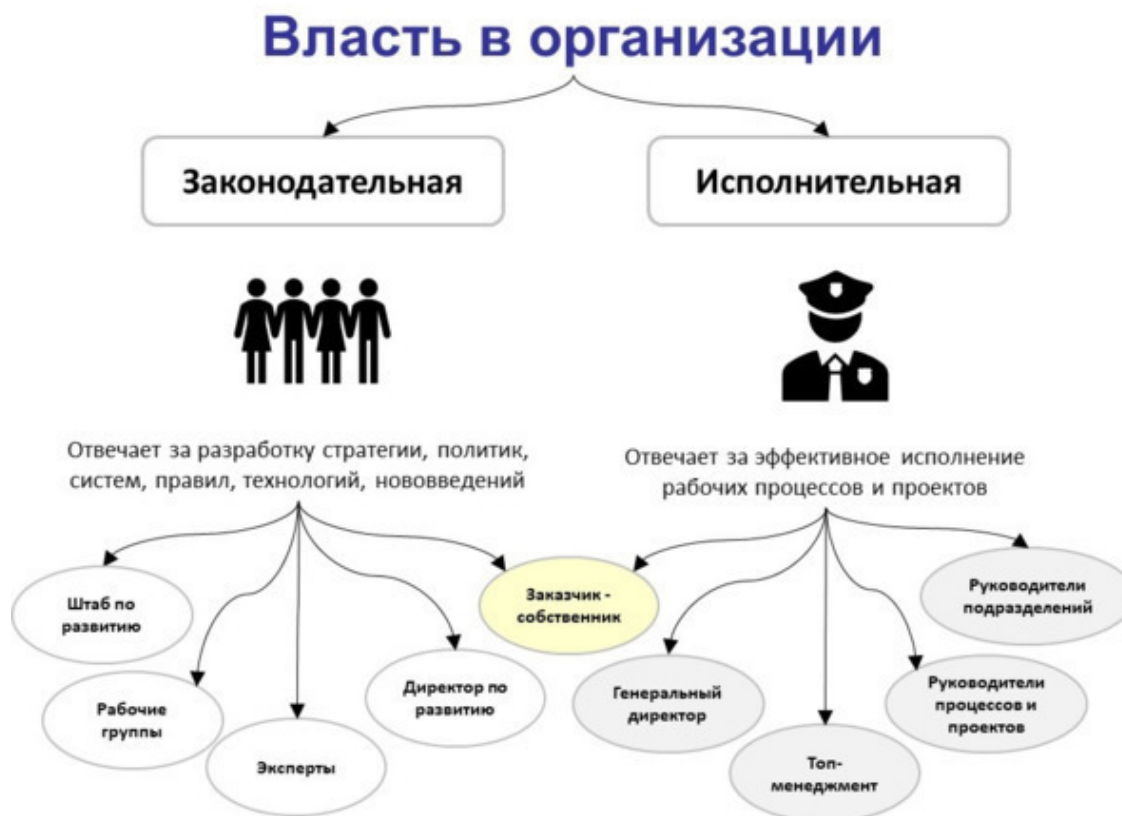 Власть в организации
Законодательная
Исполнительная
Отвечает за разработку стратегии, политик,
систем, правил, технологий, нововведений
Отвечает за эффективное исполнение
рабочих процессов и проектов
Штаб по
развитию
Рабочие
группы
Эксперты
Директор по
развитию
Заказчик -
собственник
Генеральный
директор
Топ-
менеджмент
Руководители
процессов и
проектов
Руководители
подразделений